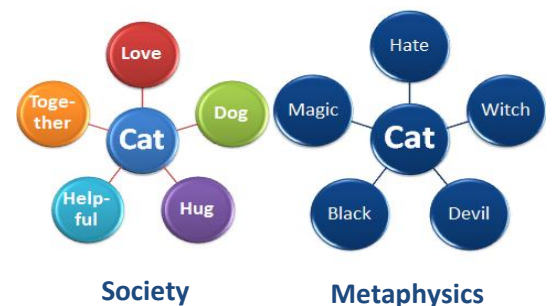 Love
Toge-
ther
Cat
Dog
Help-
ful
Hug
Society
Hate
Magic
Cat
Witch
Black
Devil
Metaphysics